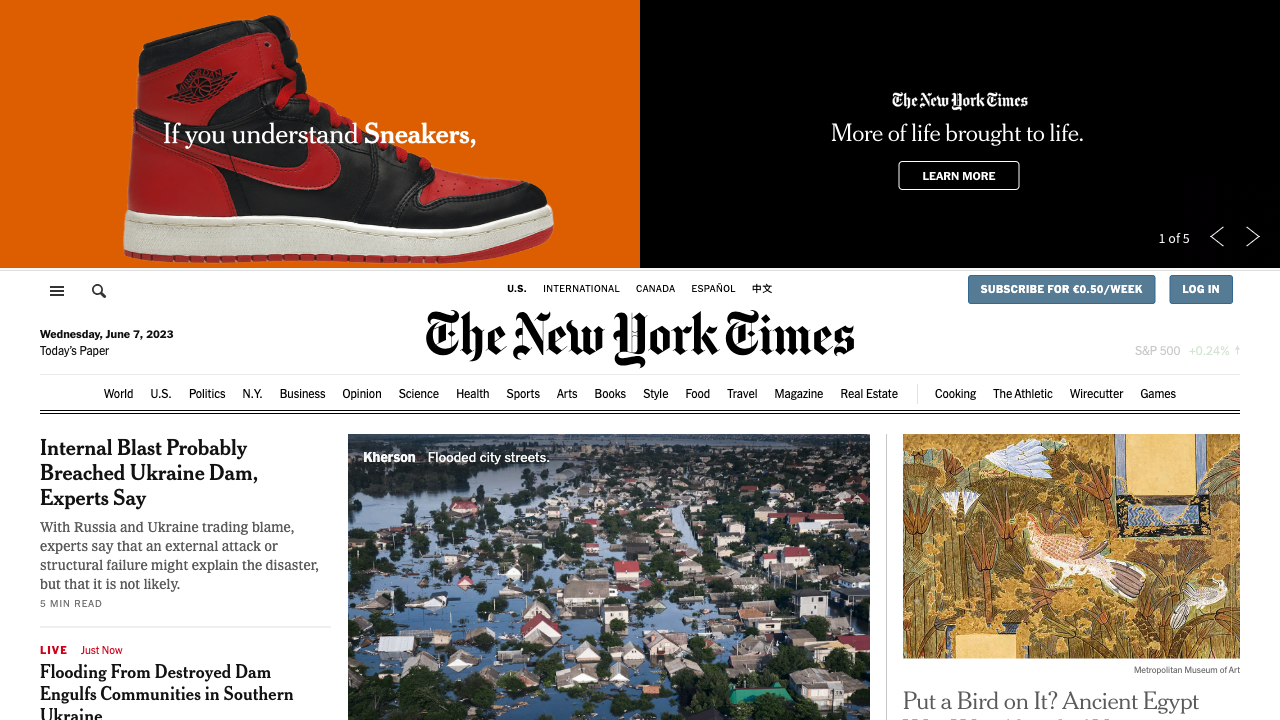 If you understand Sneakers,
The New York Times
More of life brought to life.
LEARN MORE
1 of 5
U.S. INTERNATIONAL CANADA ESPAÑOL 中文
SUBSCRIBE FOR €0.50/WEEK LOG IN
Wednesday, June 7, 2023
Today's Paper
The New York Times
S&P 500 +0.24%
World U.S. Politics N.Y. Business Opinion Science Health Sports Arts Books Style Food Travel Magazine Real Estate Cooking The Athletic Wirecutter Games
Internal Blast Probably
Breached Ukraine Dam,
Experts Say
With Russia and Ukraine trading blame,
experts say that an external attack or
structural failure might explain the disaster,
but that it is not likely.
5 MIN READ
LIVE Just Now
Flooding From Destroyed Dam
Engulfs Communities in Southern
Ukraine
Kherson Flooded city streets.
Metropolitan Museum of Art
Put a Bird on It? Ancient Egypt